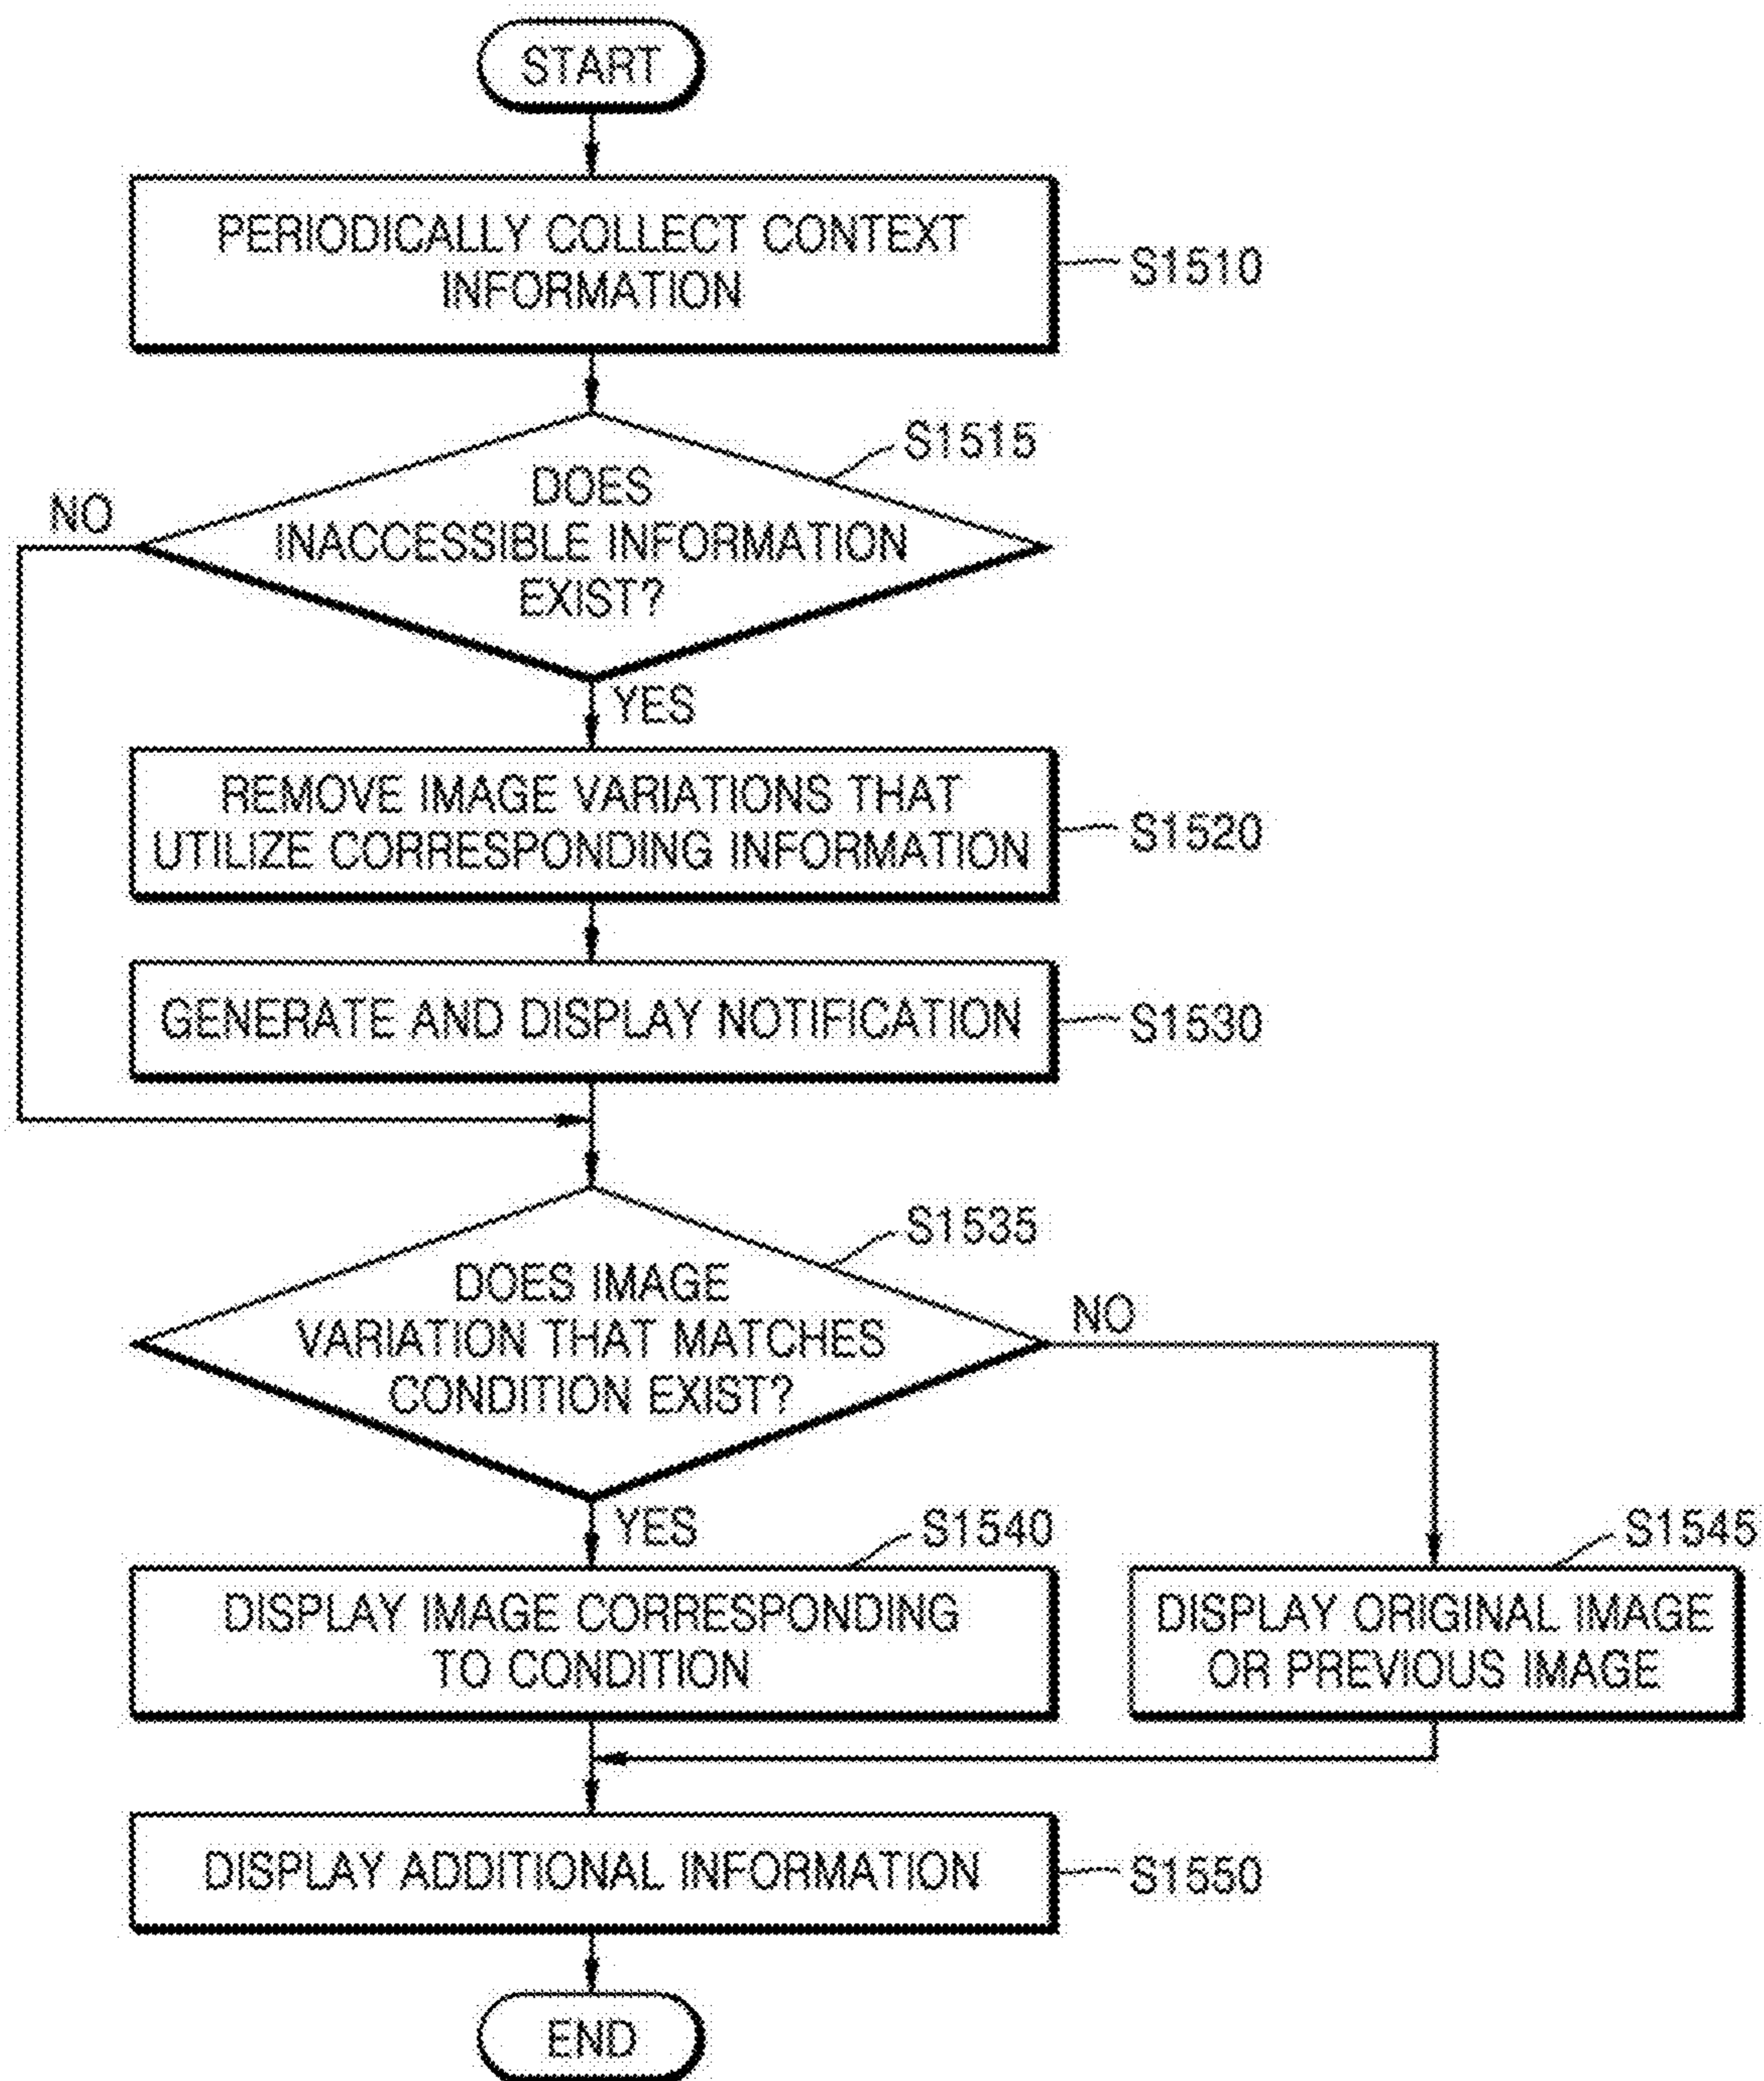 START
PERIODICALLY COLLECT CONTEXT
INFORMATION
S1510
S1515
DOES
INACCESSIBLE INFORMATION
EXIST?
NO
YES
REMOVE IMAGE VARIATIONS THAT
UTILIZE CORRESPONDING INFORMATION
S1520
GENERATE AND DISPLAY NOTIFICATION
S1530
S1535
DOES IMAGE
VARIATION THAT MATCHES
CONDITION EXIST?
NO
YES
S1540
DISPLAY IMAGE CORRESPONDING
TO CONDITION
S1545
DISPLAY ORIGINAL IMAGE
OR PREVIOUS IMAGE
DISPLAY ADDITIONAL INFORMATION
S1550
END